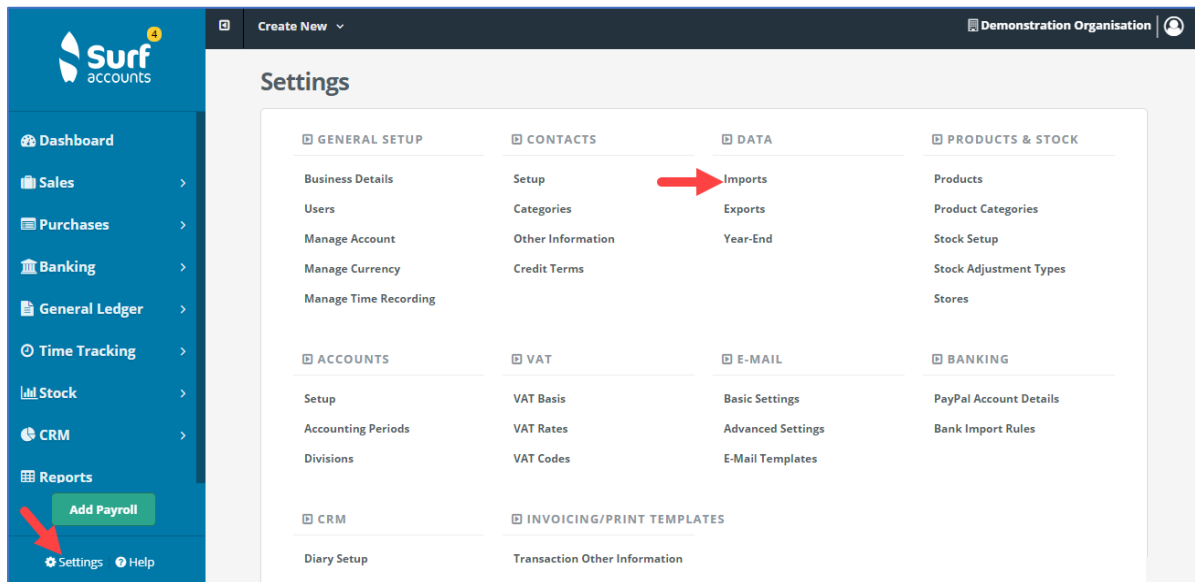 4
Surf
accounts
Create New
Demonstration Organisation
Dashboard
Sales
Purchases
Banking
General Ledger
Time Tracking
Stock
CRM
Reports
Add Payroll
Settings
Help
Settings
GENERAL SETUP
Business Details
Users
Manage Account
Manage Currency
Manage Time Recording
CONTACTS
Setup
Categories
Other Information
Credit Terms
DATA
Imports
Exports
Year-End
PRODUCTS & STOCK
Products
Product Categories
Stock Setup
Stock Adjustment Types
Stores
ACCOUNTS
Setup
Accounting Periods
Divisions
VAT
VAT Basis
VAT Rates
VAT Codes
E-MAIL
Basic Settings
Advanced Settings
E-Mail Templates
BANKING
PayPal Account Details
Bank Import Rules
CRM
Diary Setup
INVOICING/PRINT TEMPLATES
Transaction Other Information